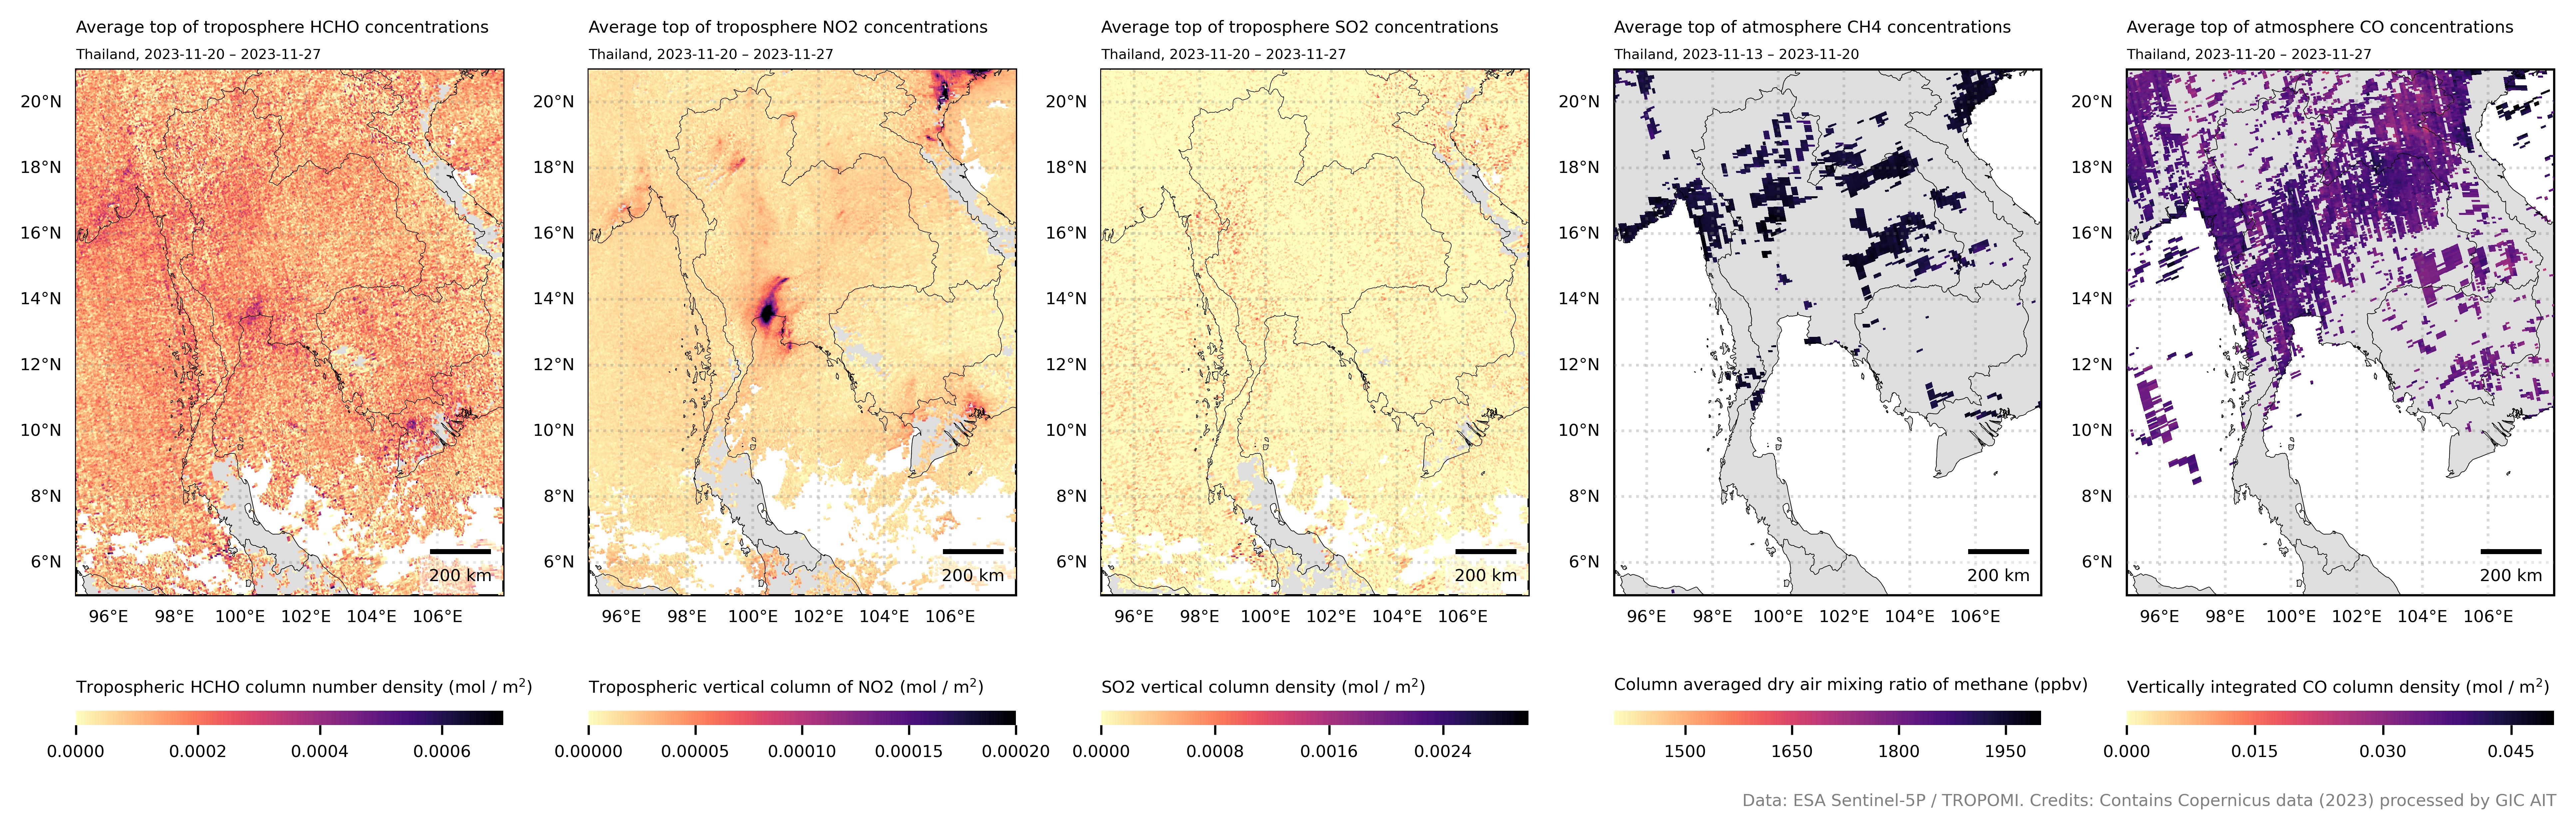 Average top of troposphere HCHO concentrations
Thailand, 2023-11-20 – 2023-11-27
20°N
18°N
16°N
14°N
12°N
10°N
8°N
6°N
200 km
96°E 98°E 100°E 102°E 104°E 106°E
Tropospheric HCHO column number density (mol / m²)
0.0000 0.0002 0.0004 0.0006
Average top of troposphere NO2 concentrations
Thailand, 2023-11-20 – 2023-11-27
20°N
18°N
16°N
14°N
12°N
10°N
8°N
6°N
200 km
96°E 98°E 100°E 102°E 104°E 106°E
Tropospheric vertical column of NO2 (mol / m²)
0.00000 0.00005 0.00010 0.00015 0.00020
Average top of troposphere SO2 concentrations
Thailand, 2023-11-20 – 2023-11-27
20°N
18°N
16°N
14°N
12°N
10°N
8°N
6°N
200 km
96°E 98°E 100°E 102°E 104°E 106°E
SO2 vertical column density (mol / m²)
0.0000 0.0008 0.0016 0.0024
Average top of atmosphere CH4 concentrations
Thailand, 2023-11-13 – 2023-11-20
20°N
18°N
16°N
14°N
12°N
10°N
8°N
6°N
200 km
96°E 98°E 100°E 102°E 104°E 106°E
Column averaged dry air mixing ratio of methane (ppbv)
1500 1650 1800 1950
Average top of atmosphere CO concentrations
Thailand, 2023-11-20 – 2023-11-27
20°N
18°N
16°N
14°N
12°N
10°N
8°N
6°N
200 km
96°E 98°E 100°E 102°E 104°E 106°E
Vertically integrated CO column density (mol / m²)
0.000 0.015 0.030 0.045
Data: ESA Sentinel-5P / TROPOMI. Credits: Contains Copernicus data (2023) processed by GIC AIT